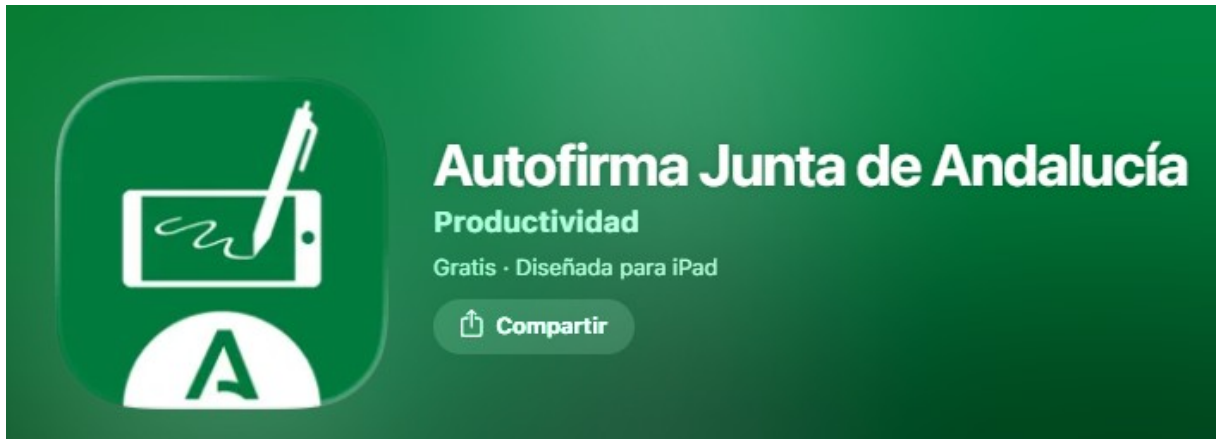 Autofirma Junta de Andalucía
Productividad
Gratis · Diseñada para iPad
Compartir
A